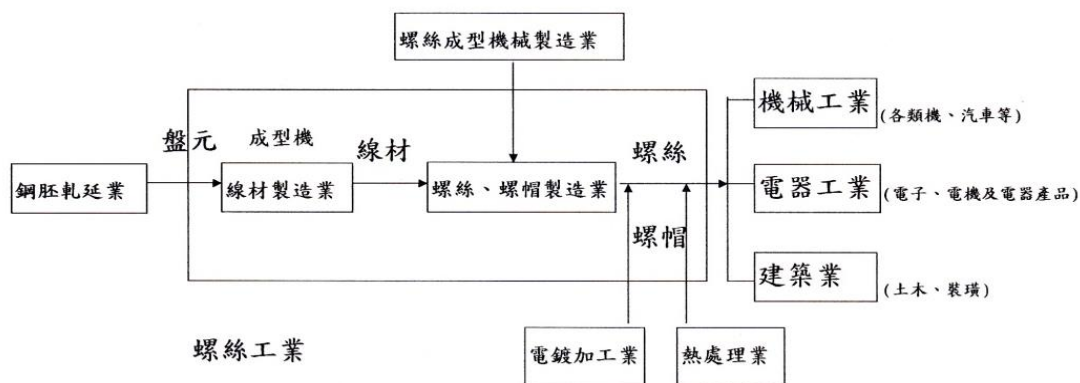 螺絲成型機械製造業
機械工業
(各類機、汽車等)
盤元
成型機
線材
螺絲
鋼胚軋延業
線材製造業
螺絲、螺帽製造業
電器工業
(電子、電機及電器產品)
螺帽
建築業
(土木、裝璜)
螺絲工業
電鍍加工業
熱處理業